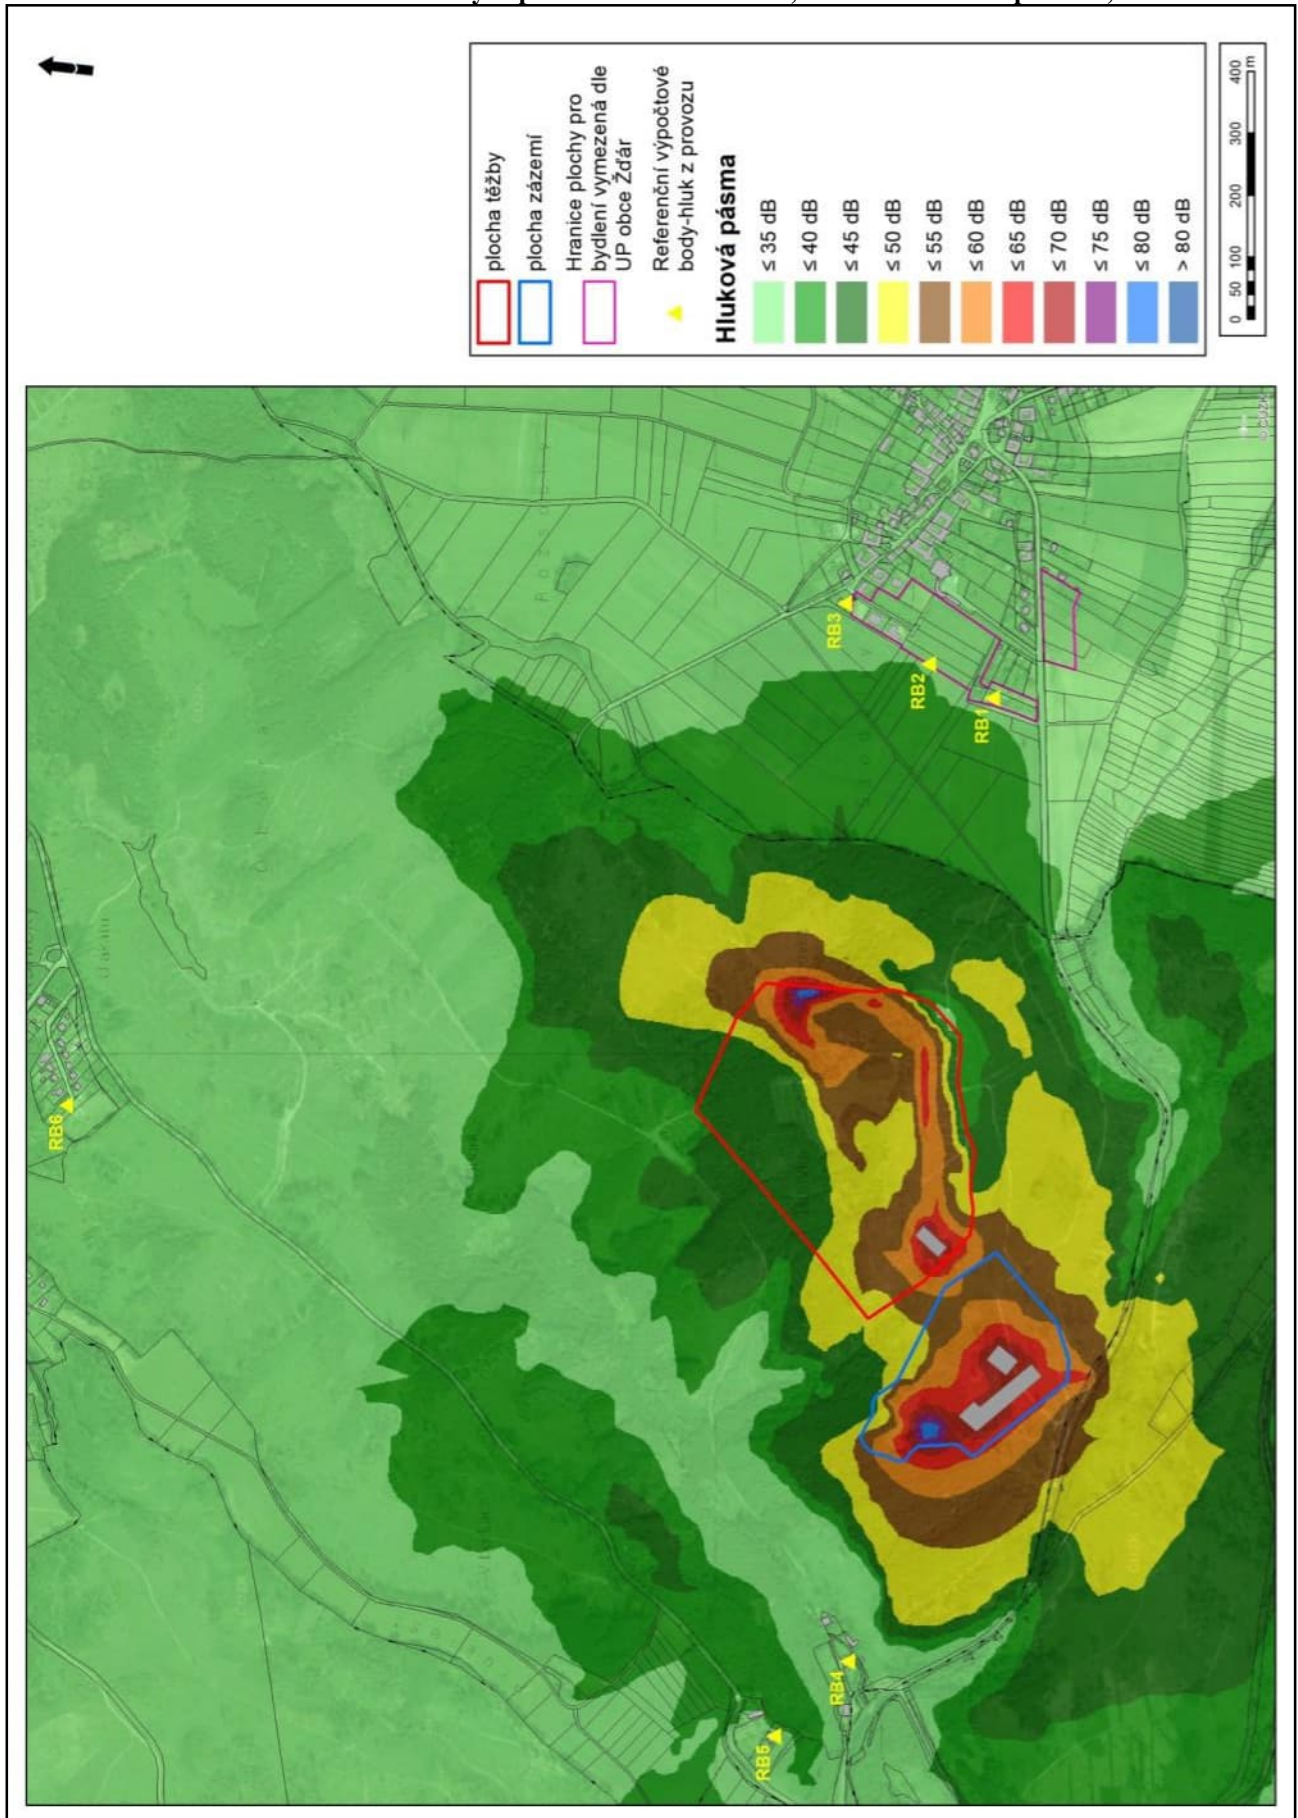 plocha těžby
plocha zázemí
Hranice plochy pro
bydlení vymezená dle
UP obce Žďár
Referenční výpočtové
body-hluk z provozu
Hluková pásma
≤ 35 dB
≤ 40 dB
≤ 45 dB
≤ 50 dB
≤ 55 dB
≤ 60 dB
≤ 65 dB
≤ 70 dB
≤ 75 dB
≤ 80 dB
> 80 dB
0 50 100 200 300 400
m
RB6
RB3
RB2
RB1
RB4
RB5